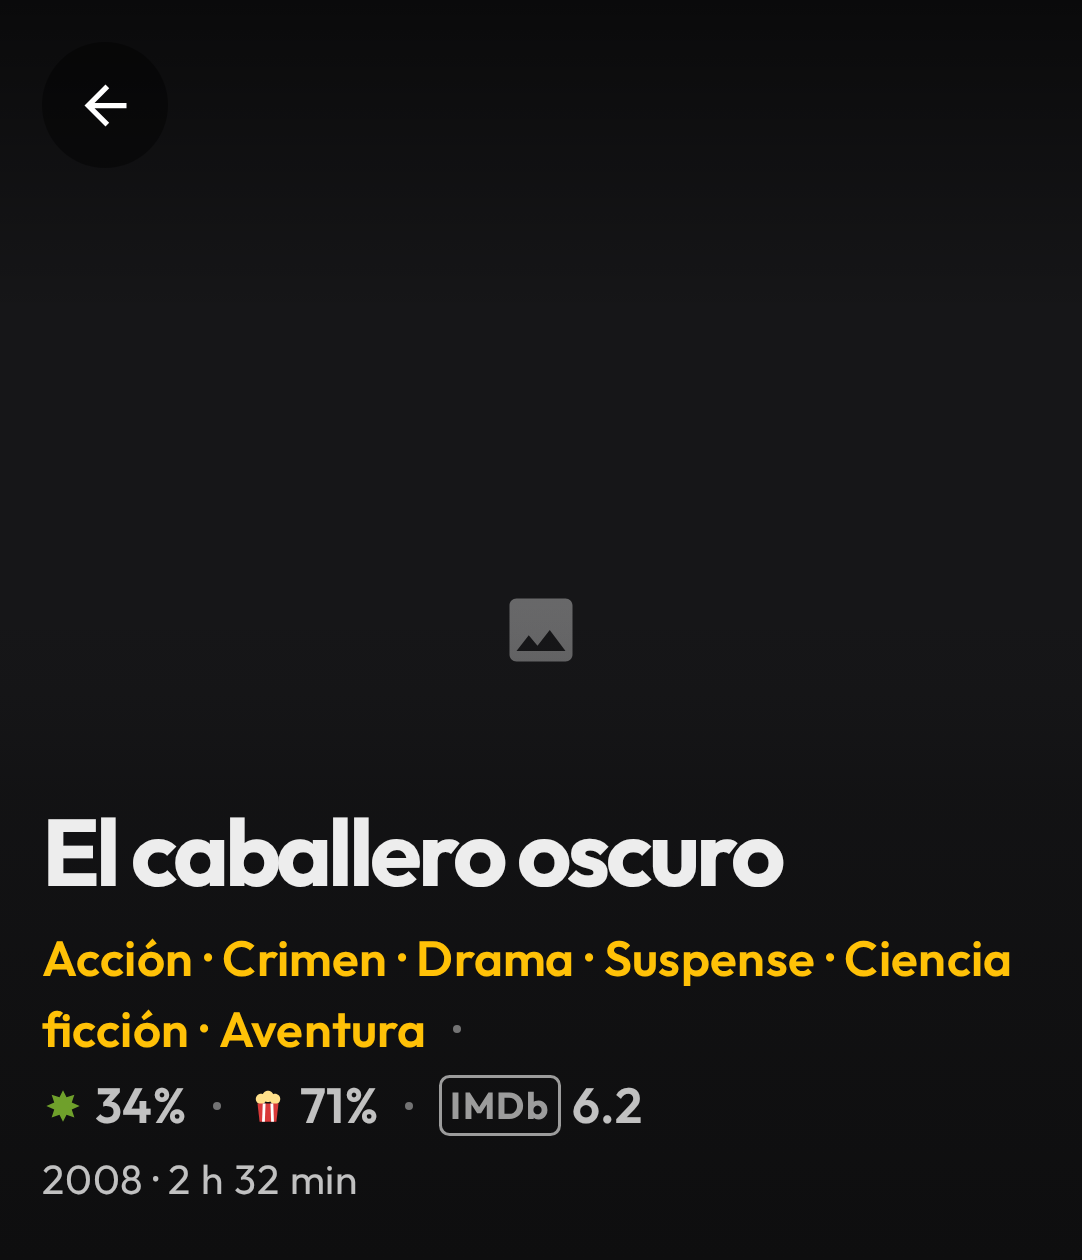 El caballero oscuro
Acción · Crimen · Drama · Suspense · Ciencia
ficción · Aventura ·
34% · 71% · IMDb 6.2
2008 · 2 h 32 min